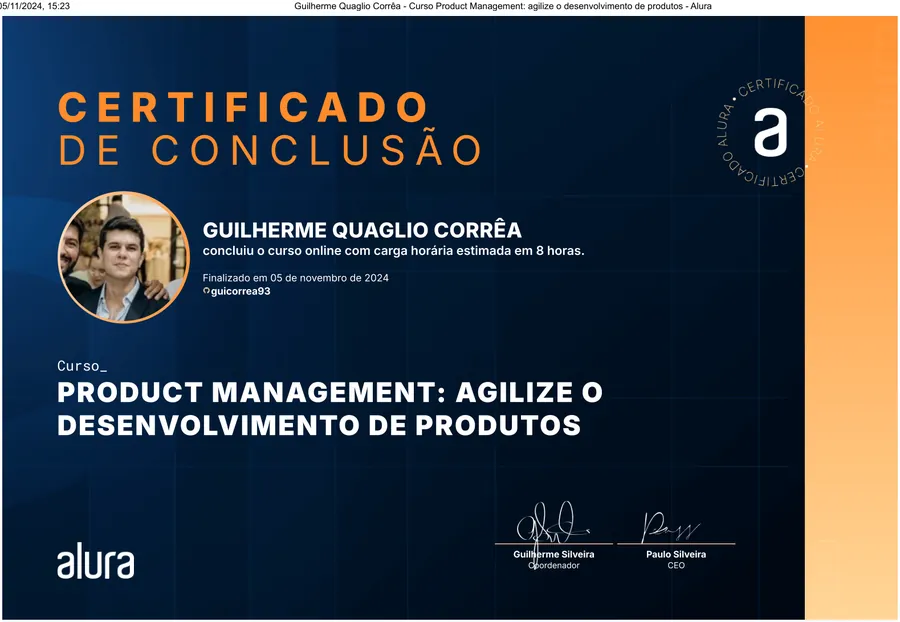 05/11/2024, 15:23
Guilherme Quaglio Corrêa - Curso Product Management: agilize o desenvolvimento de produtos - Alura
CERTIFICADO
DE CONCLUSÃO
CERTIFICADO ALURA • CERTIFICADO ALURA •
a
GUILHERME QUAGLIO CORRÊA
concluiu o curso online com carga horária estimada em 8 horas.
Finalizado em 05 de novembro de 2024
guicorrea93
Curso_
PRODUCT MANAGEMENT: AGILIZE O
DESENVOLVIMENTO DE PRODUTOS
alura
Guilherme Silveira
Coordenador
Paulo Silveira
CEO